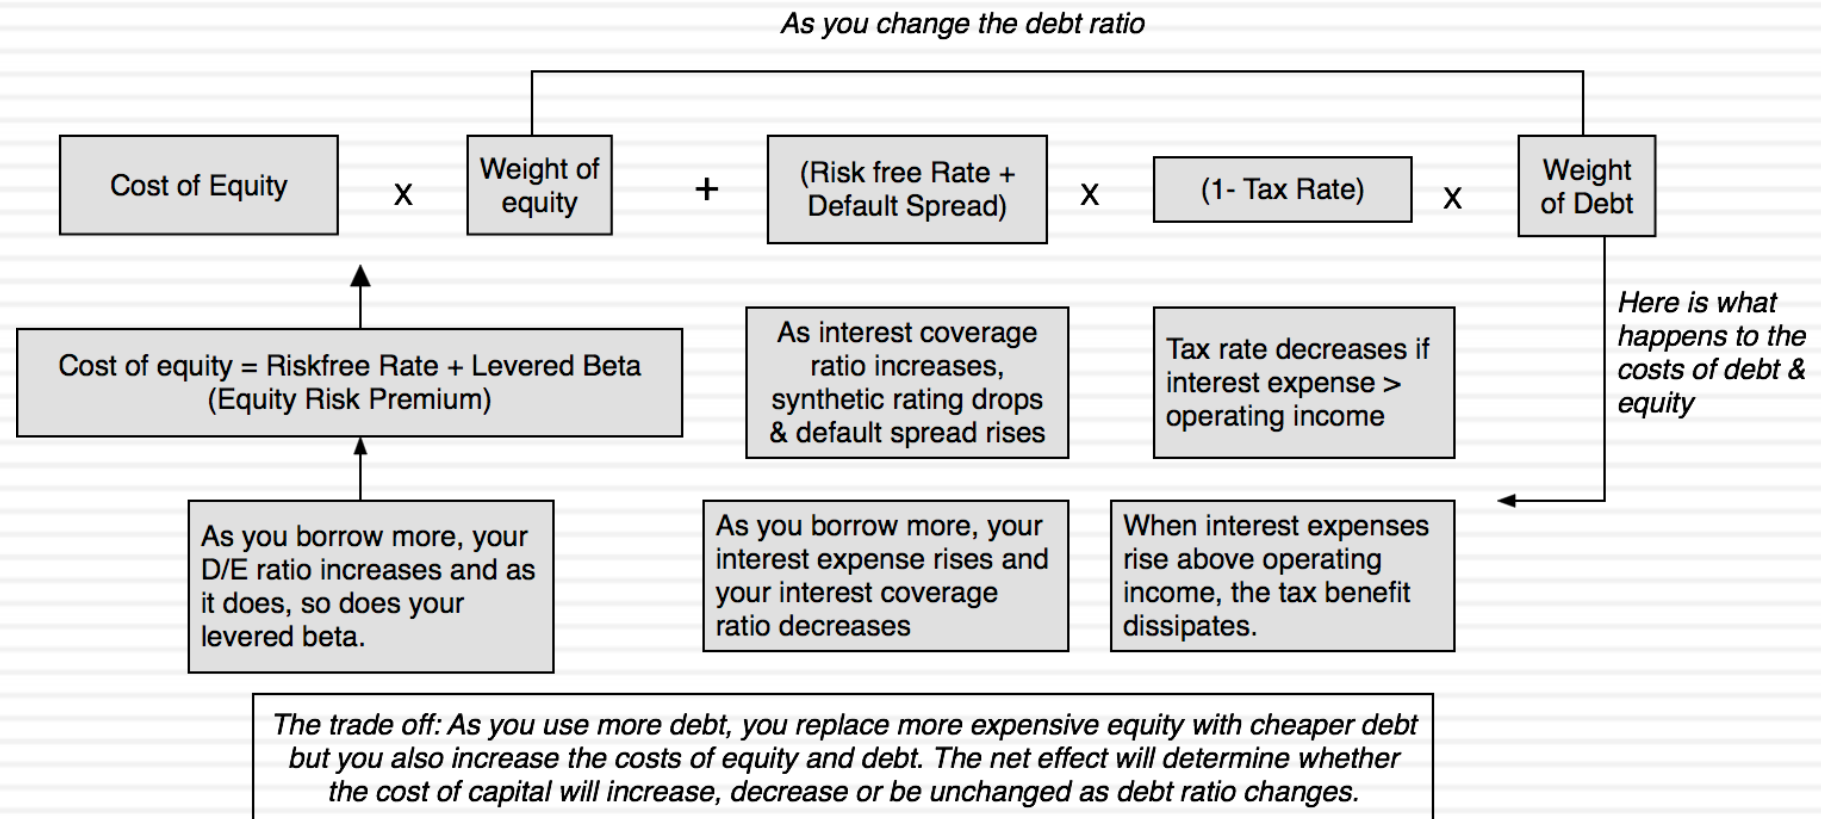 As you change the debt ratio
Cost of Equity
x
Weight of
equity
+
(Risk free Rate +
Default Spread)
x
(1- Tax Rate)
x
Weight
of Debt
Here is what
happens to the
costs of debt &
equity
Cost of equity = Riskfree Rate + Levered Beta
(Equity Risk Premium)
As interest coverage
ratio increases,
synthetic rating drops
& default spread rises
Tax rate decreases if
interest expense >
operating income
As you borrow more, your
D/E ratio increases and as
it does, so does your
levered beta.
As you borrow more, your
interest expense rises and
your interest coverage
ratio decreases
When interest expenses
rise above operating
income, the tax benefit
dissipates.
The trade off: As you use more debt, you replace more expensive equity with cheaper debt
but you also increase the costs of equity and debt. The net effect will determine whether
the cost of capital will increase, decrease or be unchanged as debt ratio changes.